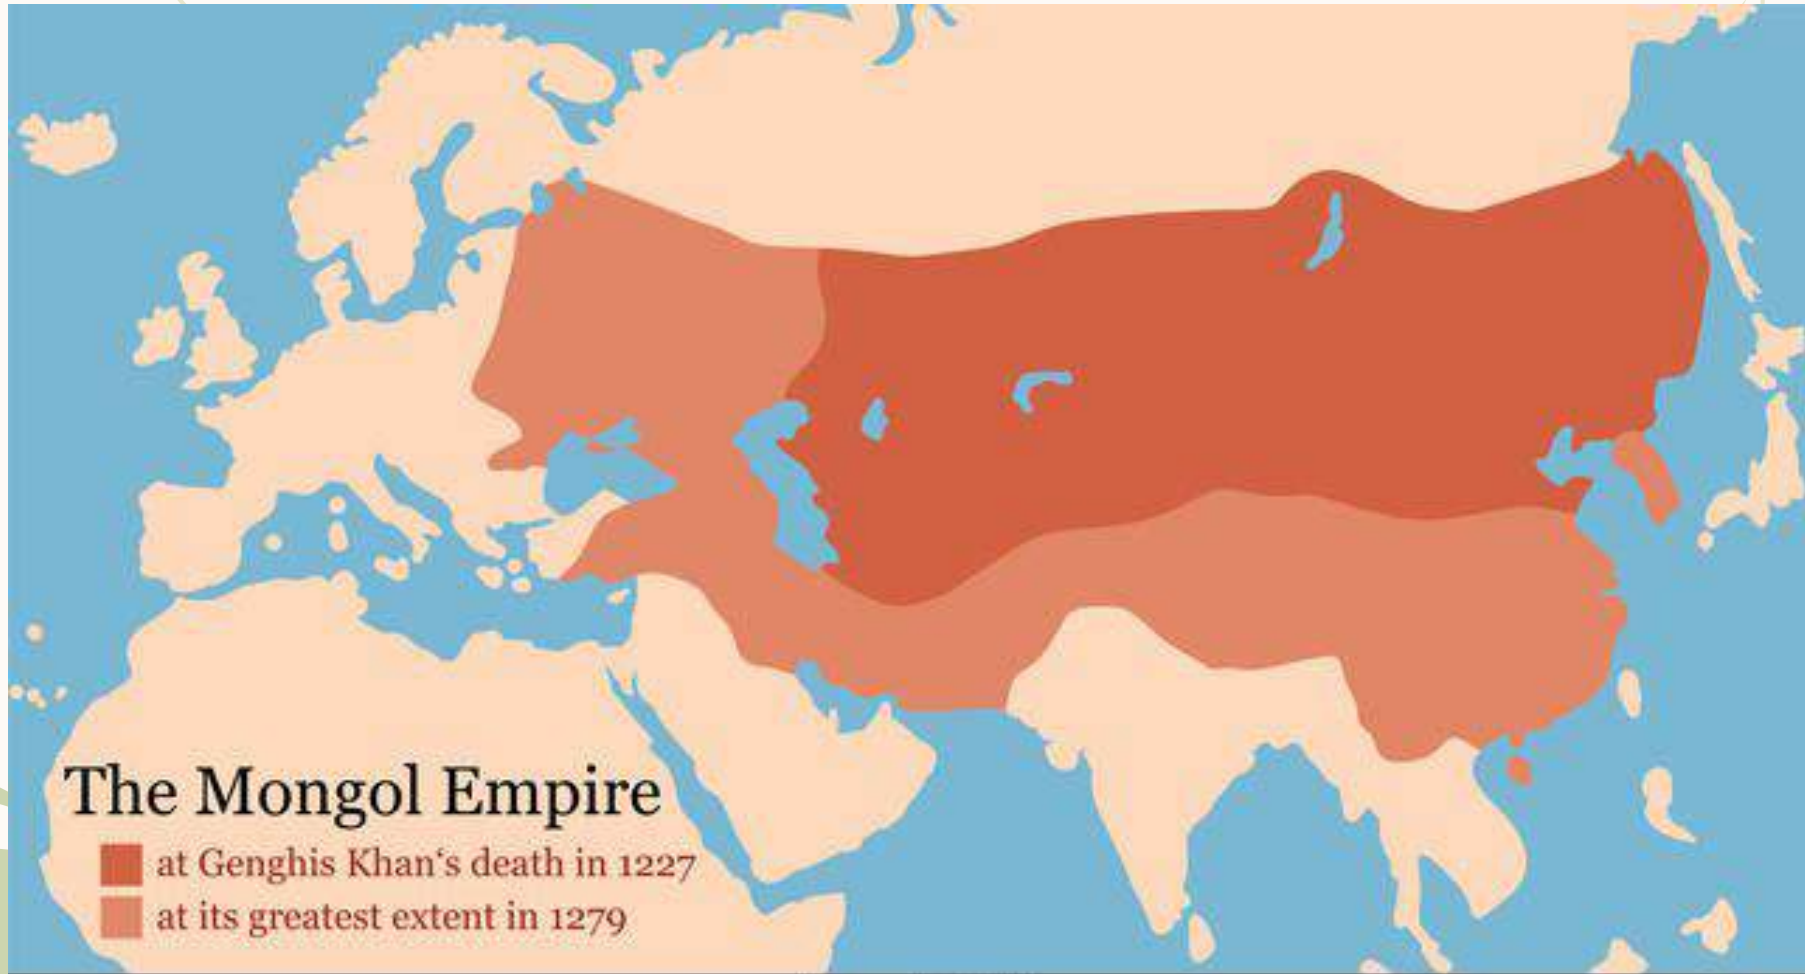 The Mongol Empire
at Genghis Khan‘s death in 1227
at its greatest extent in 1279